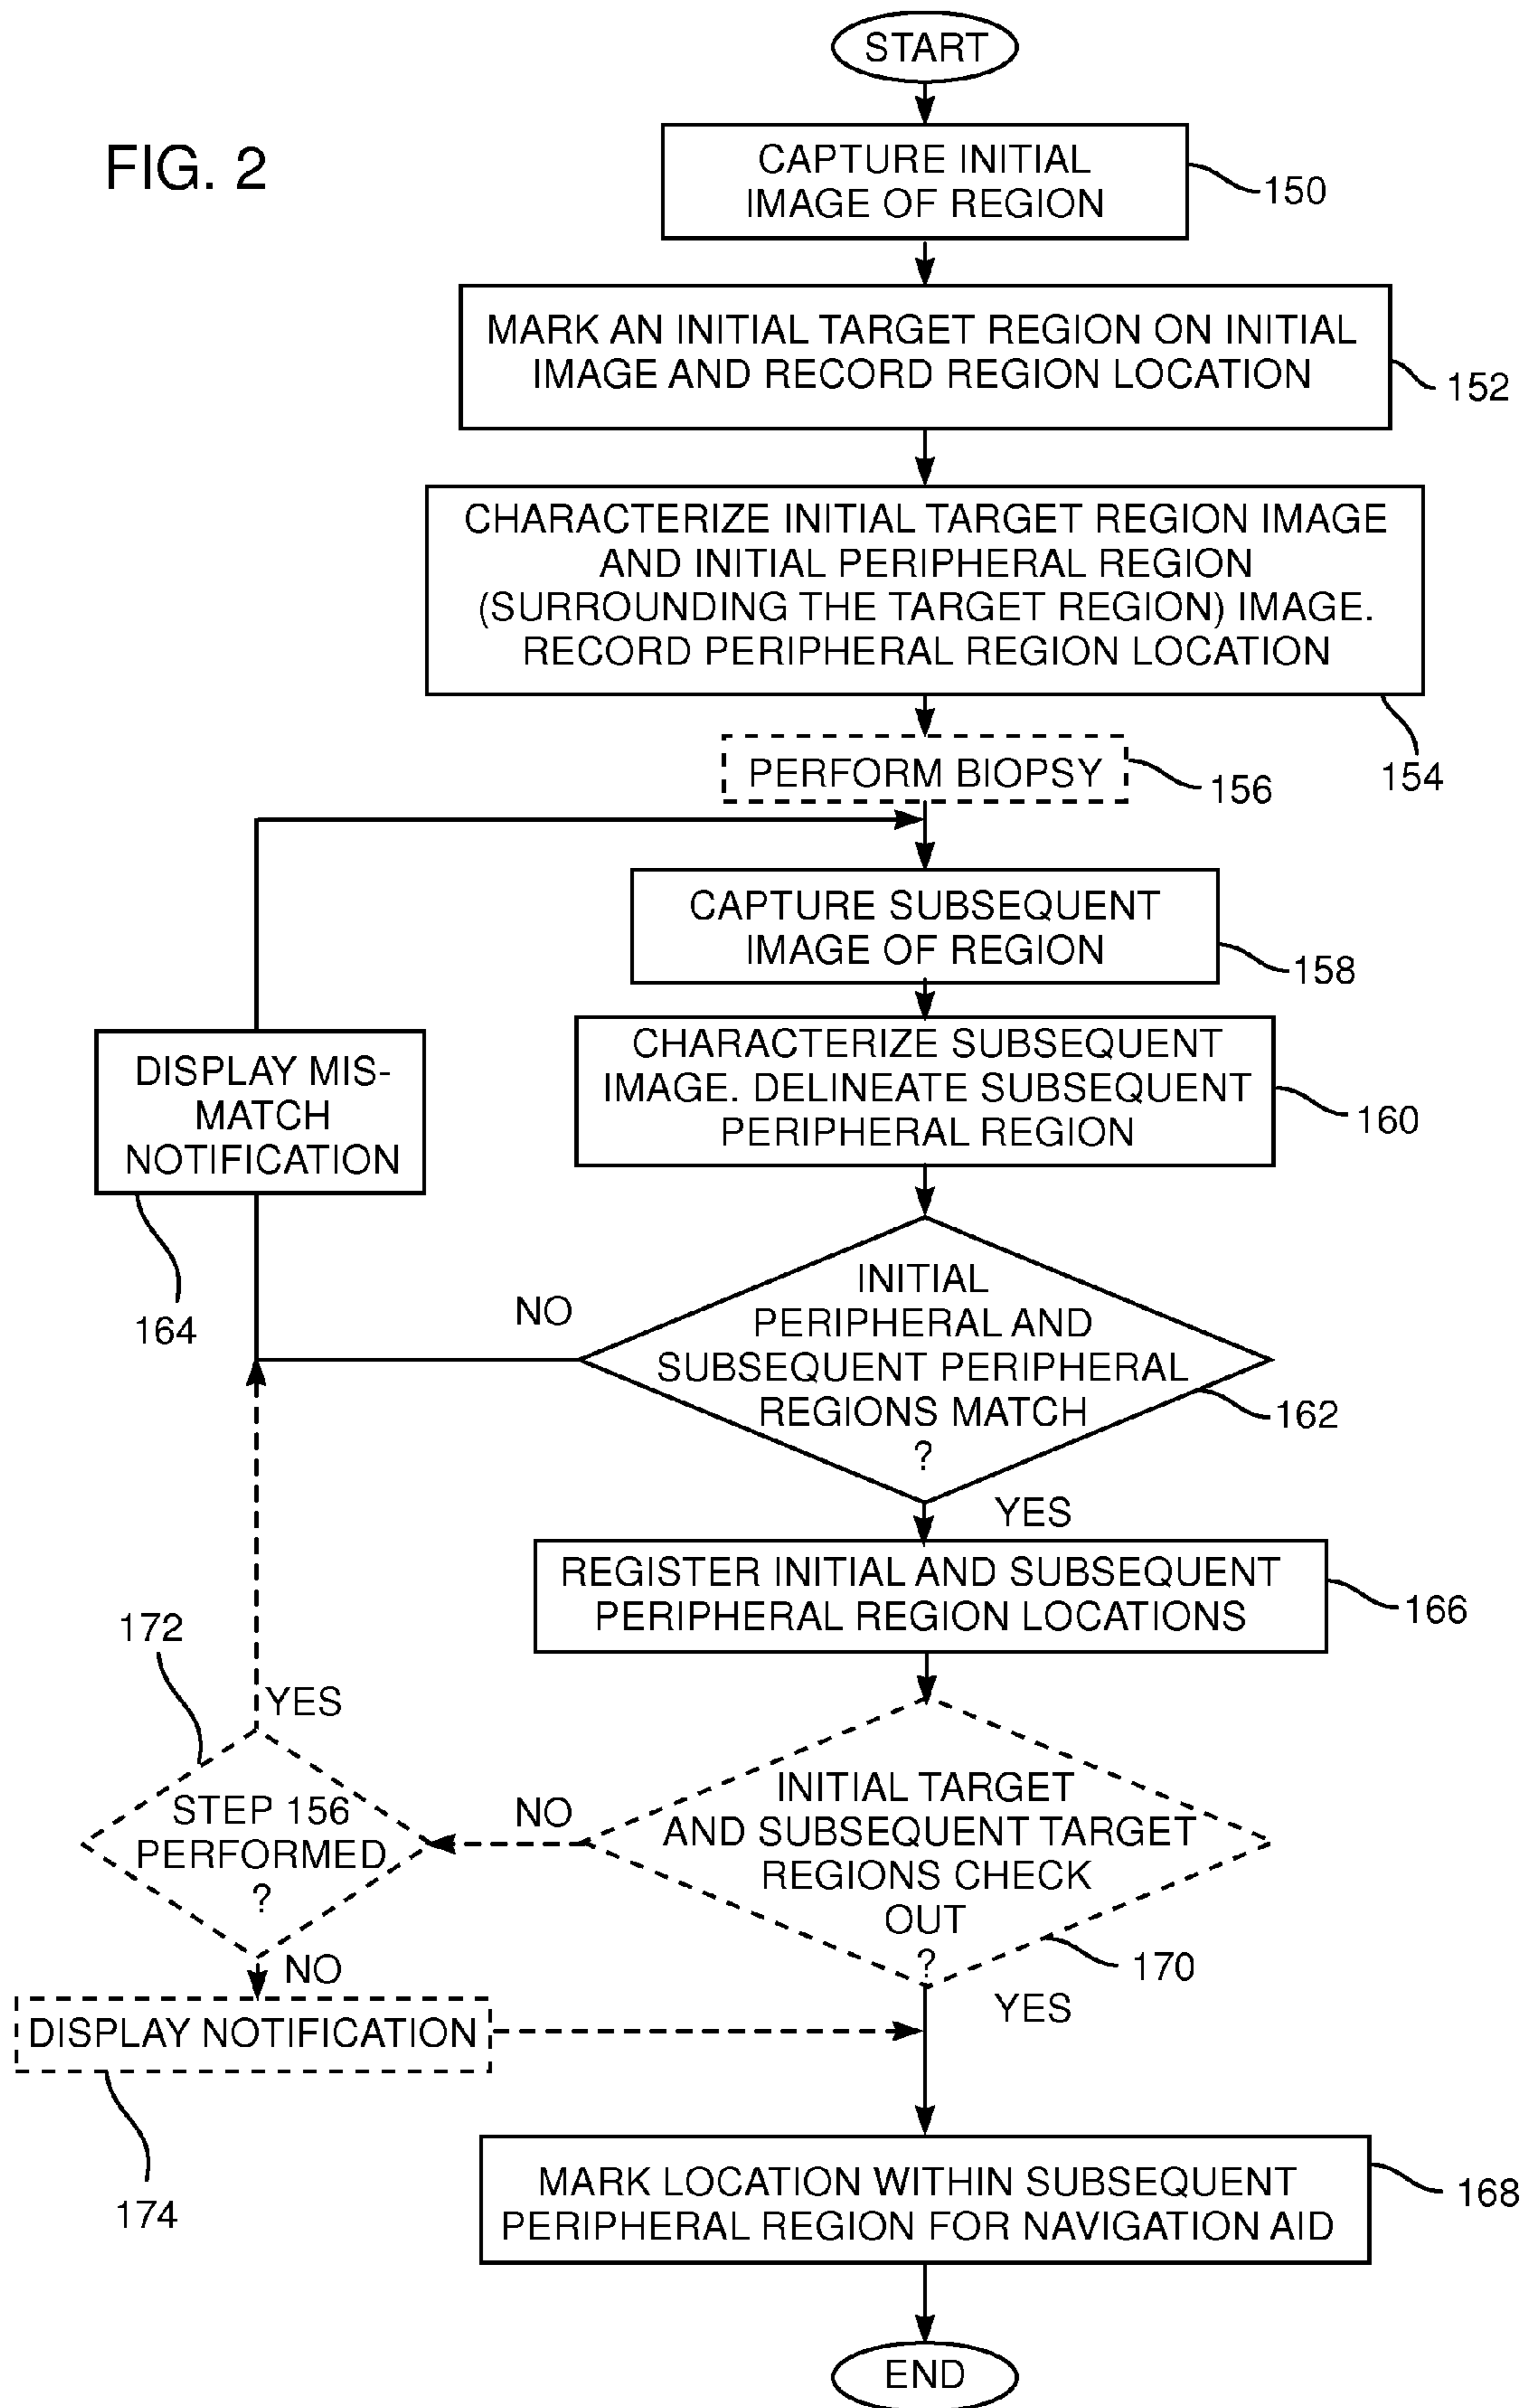 START
FIG. 2
CAPTURE INITIAL
IMAGE OF REGION
150
MARK AN INITIAL TARGET REGION ON INITIAL
IMAGE AND RECORD REGION LOCATION
152
CHARACTERIZE INITIAL TARGET REGION IMAGE
AND INITIAL PERIPHERAL REGION
(SURROUNDING THE TARGET REGION) IMAGE.
RECORD PERIPHERAL REGION LOCATION
154
PERFORM BIOPSY
156
CAPTURE SUBSEQUENT
IMAGE OF REGION
158
CHARACTERIZE SUBSEQUENT
IMAGE. DELINEATE SUBSEQUENT
PERIPHERAL REGION
160
DISPLAY MIS-
MATCH
NOTIFICATION
164
NO
INITIAL
PERIPHERAL AND
SUBSEQUENT PERIPHERAL
REGIONS MATCH
?
162
YES
REGISTER INITIAL AND SUBSEQUENT
PERIPHERAL REGION LOCATIONS
166
172
YES
STEP 156
PERFORMED
?
NO
INITIAL TARGET
AND SUBSEQUENT TARGET
REGIONS CHECK
OUT
?
170
NO
YES
DISPLAY NOTIFICATION
174
MARK LOCATION WITHIN SUBSEQUENT
PERIPHERAL REGION FOR NAVIGATION AID
168
END